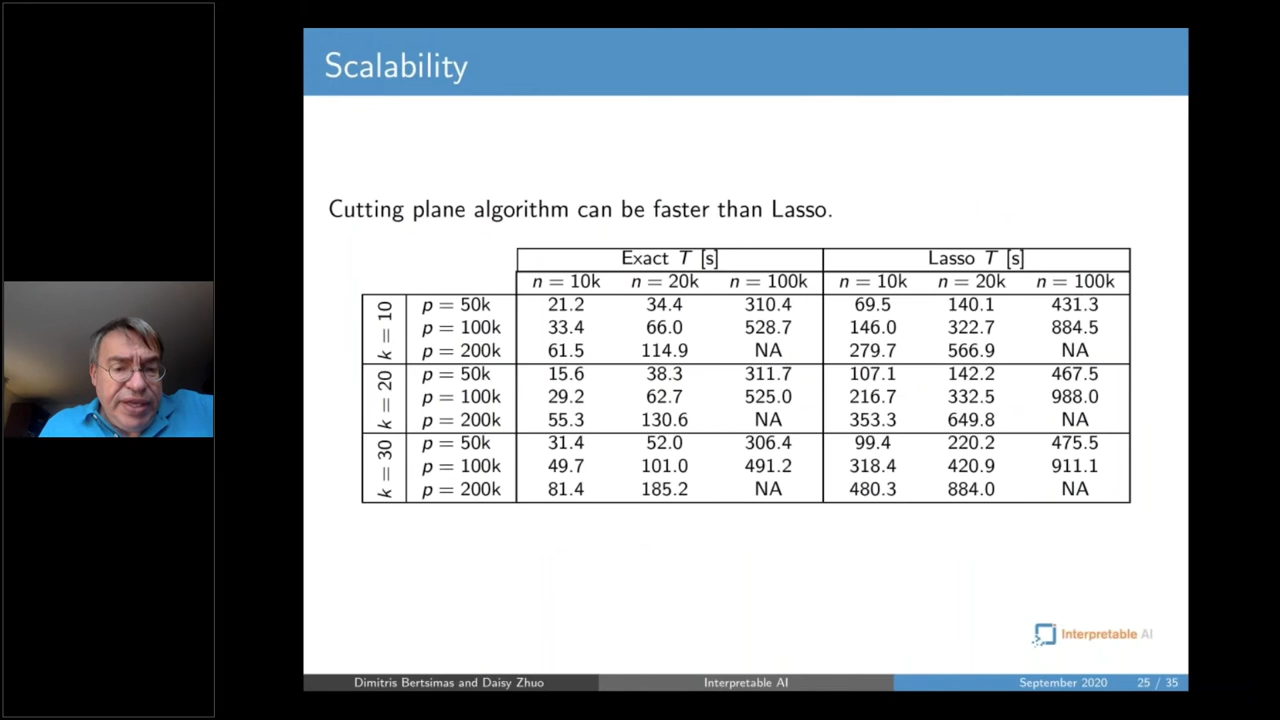 Scalability
Cutting plane algorithm can be faster than Lasso.
Exact T [s] Lasso T [s]
n = 10k n = 20k n = 100k n = 10k n = 20k n = 100k
k = 10
p = 50k 21.2 34.4 310.4 69.5 140.1 431.3
p = 100k 33.4 66.0 528.7 146.0 322.7 884.5
p = 200k 61.5 114.9 NA 279.7 566.9 NA
k = 20
p = 50k 15.6 38.3 311.7 107.1 142.2 467.5
p = 100k 29.2 62.7 525.0 216.7 332.5 988.0
p = 200k 55.3 130.6 NA 353.3 649.8 NA
k = 30
p = 50k 31.4 52.0 306.4 99.4 220.2 475.5
p = 100k 49.7 101.0 491.2 318.4 420.9 911.1
p = 200k 81.4 185.2 NA 480.3 884.0 NA
Interpretable AI
Dimitris Bertsimas and Daisy Zhuo Interpretable AI September 2020 25 / 35